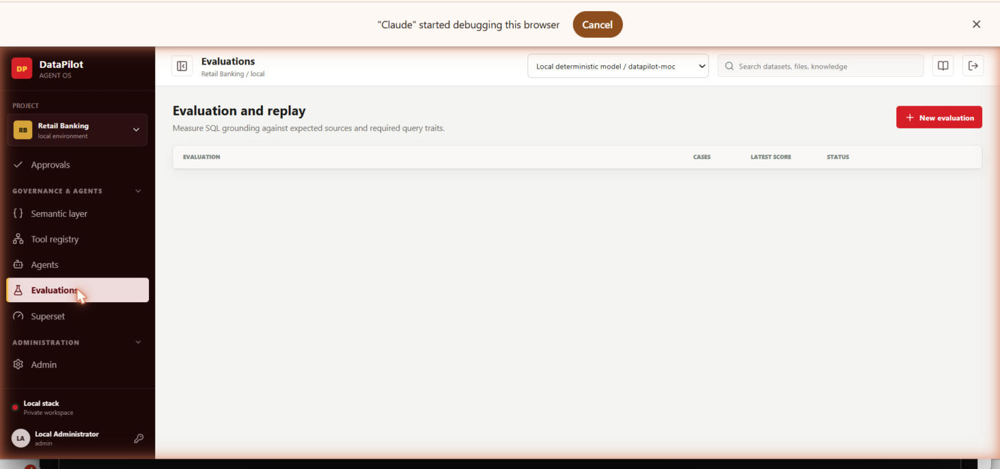 "Claude" started debugging this browser
Cancel
DP
DataPilot
AGENT OS
PROJECT
RB
Retail Banking
local environment
Approvals
GOVERNANCE & AGENTS
Semantic layer
Tool registry
Agents
Evaluations
Superset
ADMINISTRATION
Admin
Local stack
Private workspace
LA
Local Administrator
admin
Evaluations
Retail Banking / local
Local deterministic model / datapilot-moc
Search datasets, files, knowledge
Evaluation and replay
Measure SQL grounding against expected sources and required query traits.
New evaluation
EVALUATION CASES LATEST SCORE STATUS